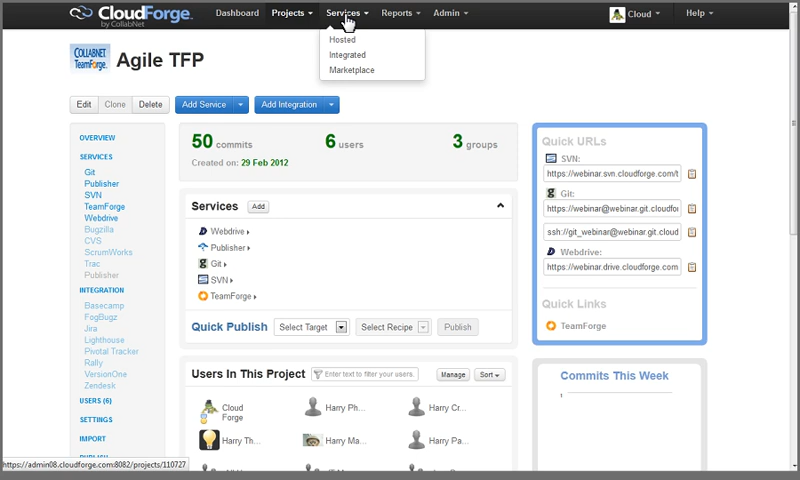 CloudForge
by CollabNet
Dashboard
Projects
Services
Reports
Admin
Cloud
Help
Hosted
Integrated
Marketplace
COLLABNET
TeamForge
Agile TFP
Edit
Clone
Delete
Add Service
Add Integration
OVERVIEW
SERVICES
Git
Publisher
SVN
TeamForge
Webdrive
Bugzilla
CVS
ScrumWorks
Trac
Publisher
INTEGRATION
Basecamp
FogBugz
Jira
Lighthouse
Pivotal Tracker
Rally
VersionOne
Zendesk
USERS (6)
SETTINGS
IMPORT
50 commits
6 users
3 groups
Created on: 29 Feb 2012
Services
Add
Webdrive
Publisher
Git
SVN
TeamForge
Quick Publish
Select Target
Select Recipe
Publish
Users In This Project
Enter text to filter your users.
Manage
Sort
Cloud
Forge
Harry Ph...
Harry Cr...
Harry Th...
Harry Ma...
Harry Pa...
Quick URLs
SVN:
https://webinar.svn.cloudforge.com/t
Git:
https://webinar@webinar.git.cloudfor
ssh://git_webinar@webinar.git.cloud
Webdrive:
https://webinar.drive.cloudforge.com
Quick Links
TeamForge
Commits This Week
1
https://admin08.cloudforge.com:8082/projects/110727